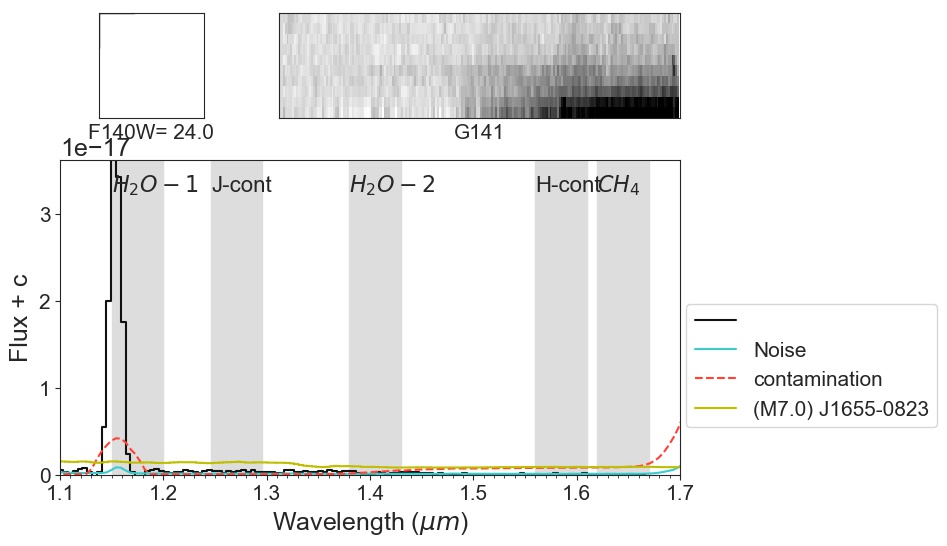 F140W= 24.0
G141
1e−17
H₂O − 1 J-cont H₂O − 2 H-cont CH₄
3
2
1
0
1.1 1.2 1.3 1.4 1.5 1.6 1.7
Flux + c
Wavelength (μm)
Noise
contamination
(M7.0) J1655-0823